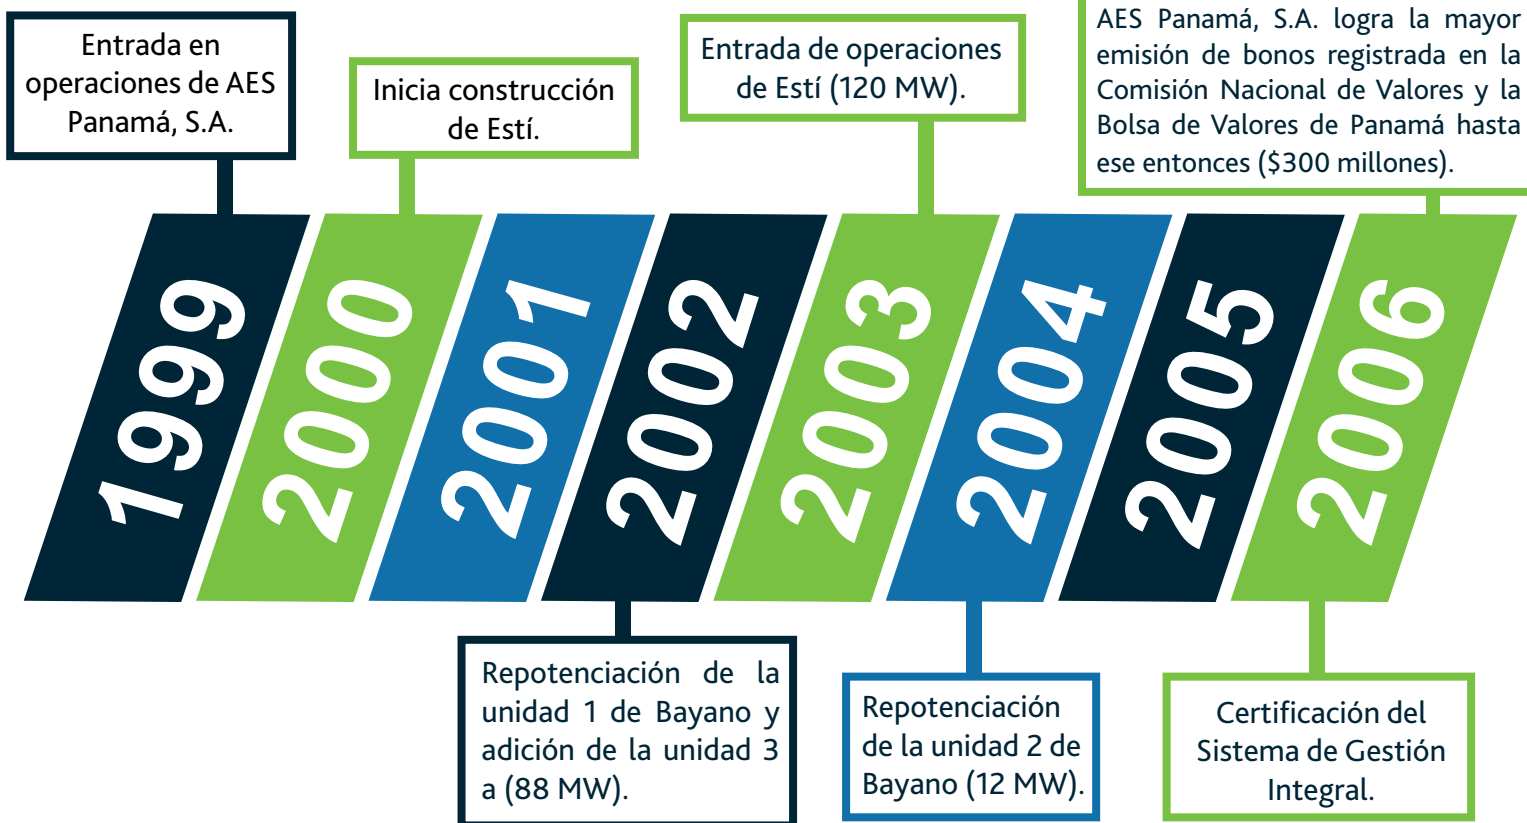 Entrada en
operaciones de AES
Panamá, S.A.
Inicia construcción
de Estí.
Entrada de operaciones
de Estí (120 MW).
AES Panamá, S.A. logra la mayor
emisión de bonos registrada en la
Comisión Nacional de Valores y la
Bolsa de Valores de Panamá hasta
ese entonces ($300 millones).
1999
2000
2001
2002
2003
2004
2005
2006
Repotenciación de la
unidad 1 de Bayano y
adición de la unidad 3
a (88 MW).
Repotenciación
de la unidad 2 de
Bayano (12 MW).
Certificación del
Sistema de Gestión
Integral.